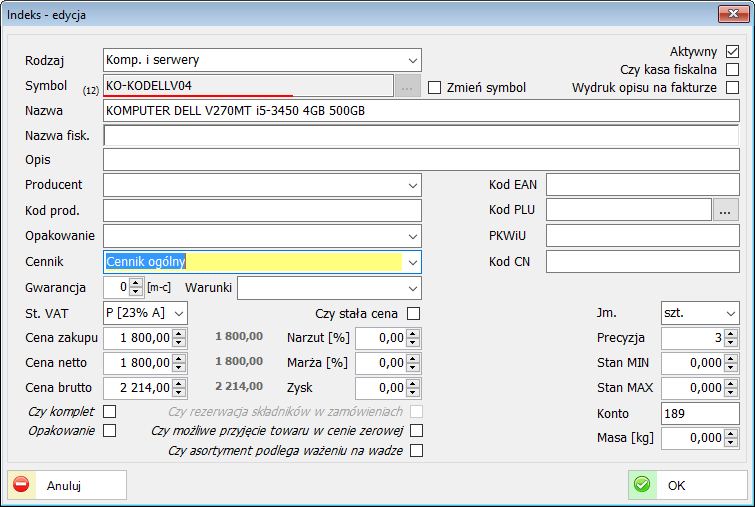 Indeks - edycja
Rodzaj Komp. i serwery Aktywny
Czy kasa fiskalna
Symbol (12) KO-KODELLV04 ... Zmień symbol Wydruk opisu na fakturze
Nazwa KOMPUTER DELL V270MT i5-3450 4GB 500GB
Nazwa fisk.
Opis
Producent Kod EAN
Kod prod. Kod PLU ...
Opakowanie PKWiU
Cennik Cennik ogólny Kod CN
Gwarancja 0 [m-c] Warunki
St. VAT P [23% A] Czy stała cena Jm. szt.
Cena zakupu 1 800,00 1 800,00 Narzut [%] 0,00 Precyzja 3
Cena netto 1 800,00 1 800,00 Marża [%] 0,00 Stan MIN 0,000
Cena brutto 2 214,00 2 214,00 Zysk 0,00 Stan MAX 0,000
Czy komplet Czy rezerwacja składników w zamówieniach Konto 189
Opakowanie Czy możliwe przyjęcie towaru w cenie zerowej Masa [kg] 0,000
Czy asortyment podlega ważeniu na wadze
Anuluj OK